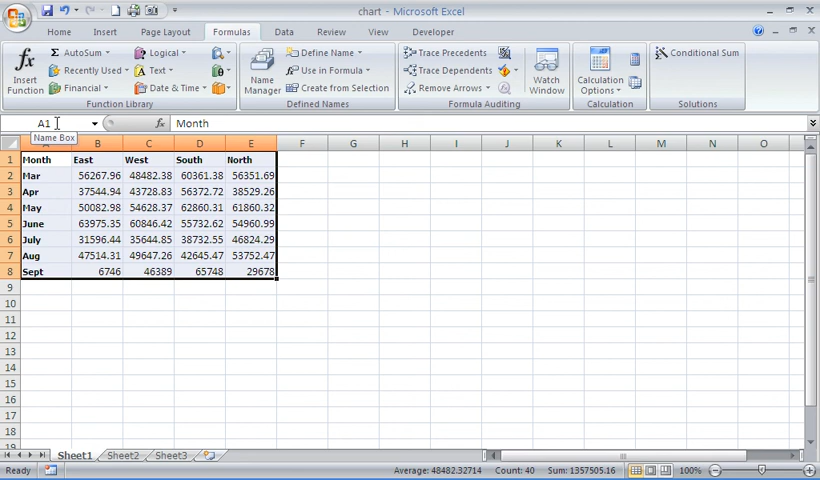 chart - Microsoft Excel
Home Insert Page Layout Formulas Data Review View Developer
fx Insert Function
Σ AutoSum
Recently Used
Financial
Logical
Text
Date & Time
Function Library
Name Manager
Define Name
Use in Formula
Create from Selection
Defined Names
Trace Precedents
Trace Dependents
Remove Arrows
Formula Auditing
Watch Window
Calculation Options
Calculation
Conditional Sum
Solutions
A1 fx Month
Name Box
A B C D E F G H I J K L M N O
1 Month East West South North
2 Mar 56267.96 48482.38 60361.38 56351.69
3 Apr 37544.94 43728.83 56372.72 38529.26
4 May 50082.98 54628.37 62860.31 61860.32
5 June 63975.35 60846.42 55732.62 54960.99
6 July 31596.44 35644.85 38732.55 46824.29
7 Aug 47514.31 49647.26 42645.47 53752.47
8 Sept 6746 46389 65748 29678
9
10
11
12
13
14
15
16
17
18
19
Sheet1 Sheet2 Sheet3
Ready Average: 48482.32714 Count: 40 Sum: 1357505.16 100%